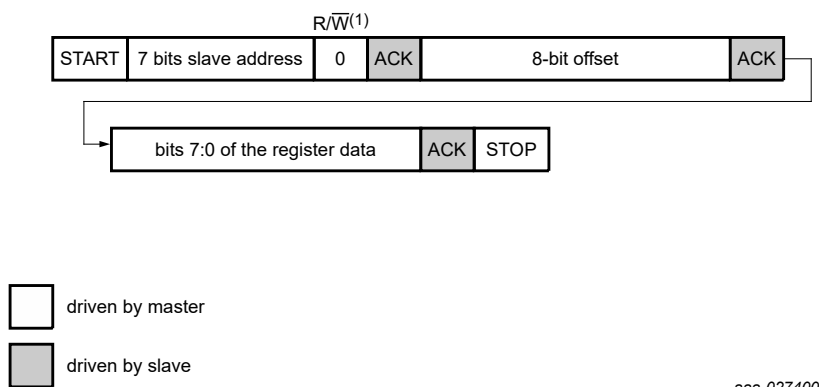 R/W̅(1)
START 7 bits slave address 0 ACK 8-bit offset ACK
bits 7:0 of the register data ACK STOP
driven by master
driven by slave